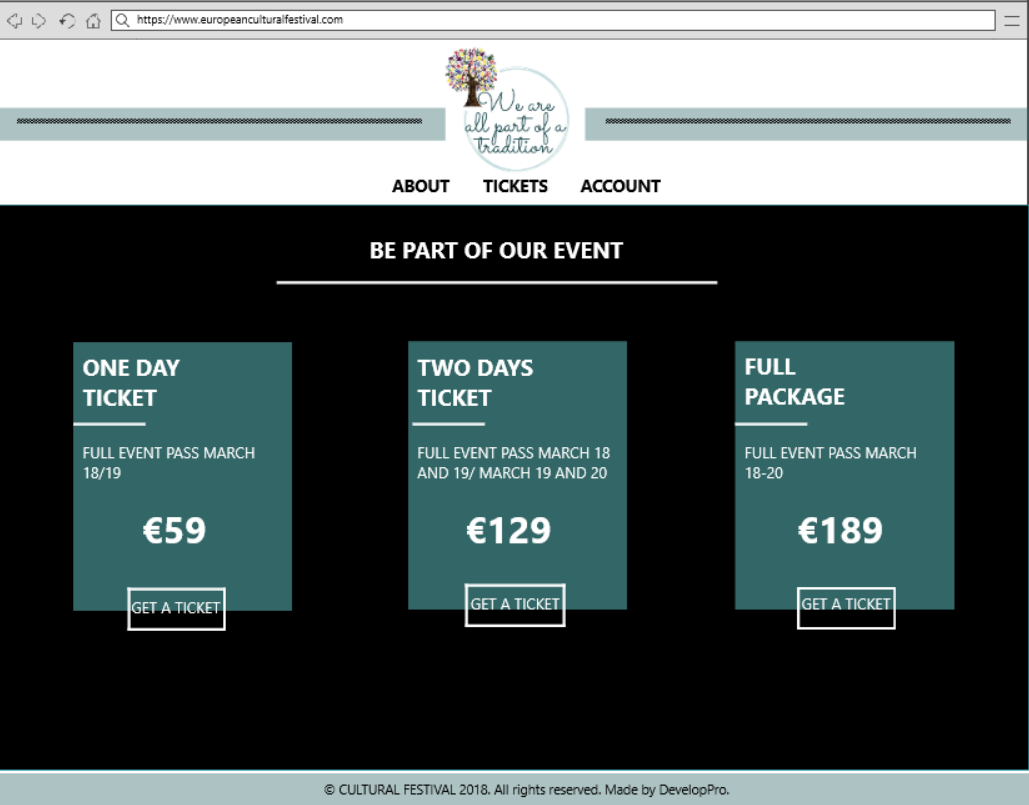 https://www.europeanculturalfestival.com
We are
all part of a
tradition
ABOUT TICKETS ACCOUNT
BE PART OF OUR EVENT
ONE DAY
TICKET
FULL EVENT PASS MARCH
18/19
€59
GET A TICKET
TWO DAYS
TICKET
FULL EVENT PASS MARCH 18
AND 19/ MARCH 19 AND 20
€129
GET A TICKET
FULL
PACKAGE
FULL EVENT PASS MARCH
18-20
€189
GET A TICKET
© CULTURAL FESTIVAL 2018. All rights reserved. Made by DevelopPro.